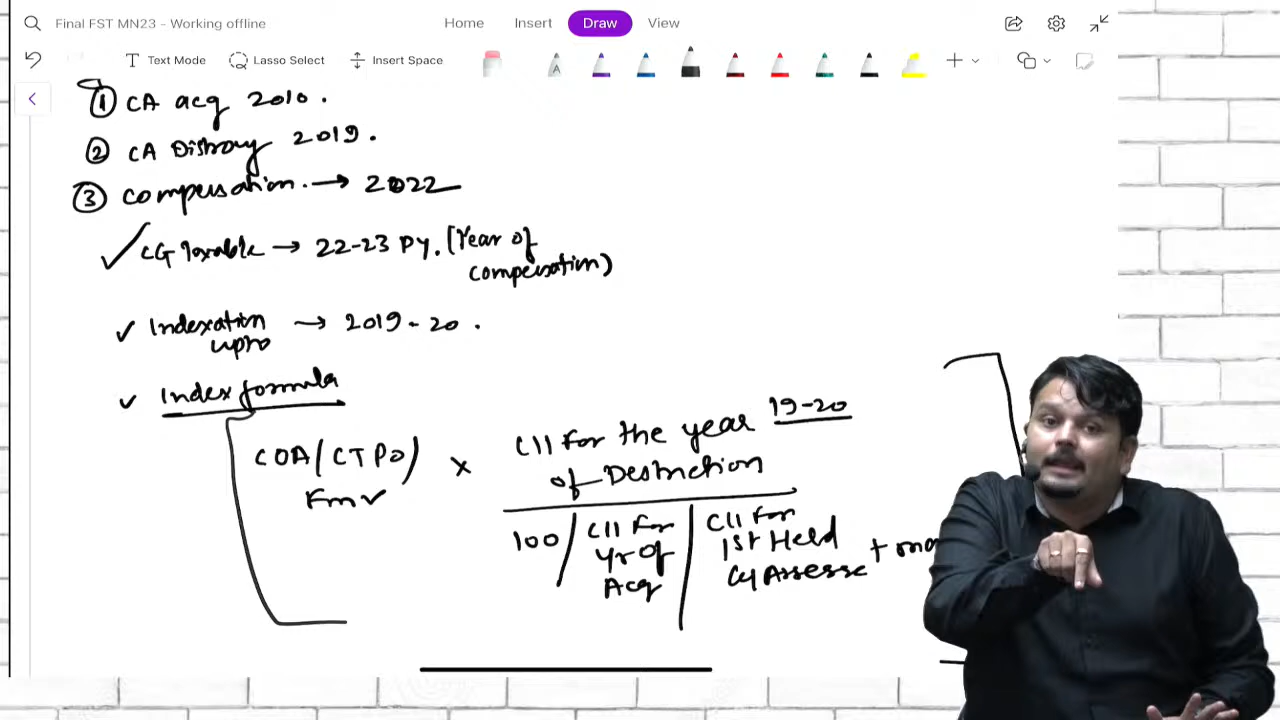 Final FST MN23 - Working offline
Home Insert Draw View
Text Mode Lasso Select Insert Space
① CA acq 2010.
② CA Distroy 2019.
③ Compensation. → 2022
CG Taxable → 22-23 PY. (Year of
compensation)
Indexation → 2019-20.
upto
Index formula
COA/CTPO) × CII for the year 19-20
FMV of Destruction
100 / CII for Yr of Acq | CII for 1st Held by Assesse +